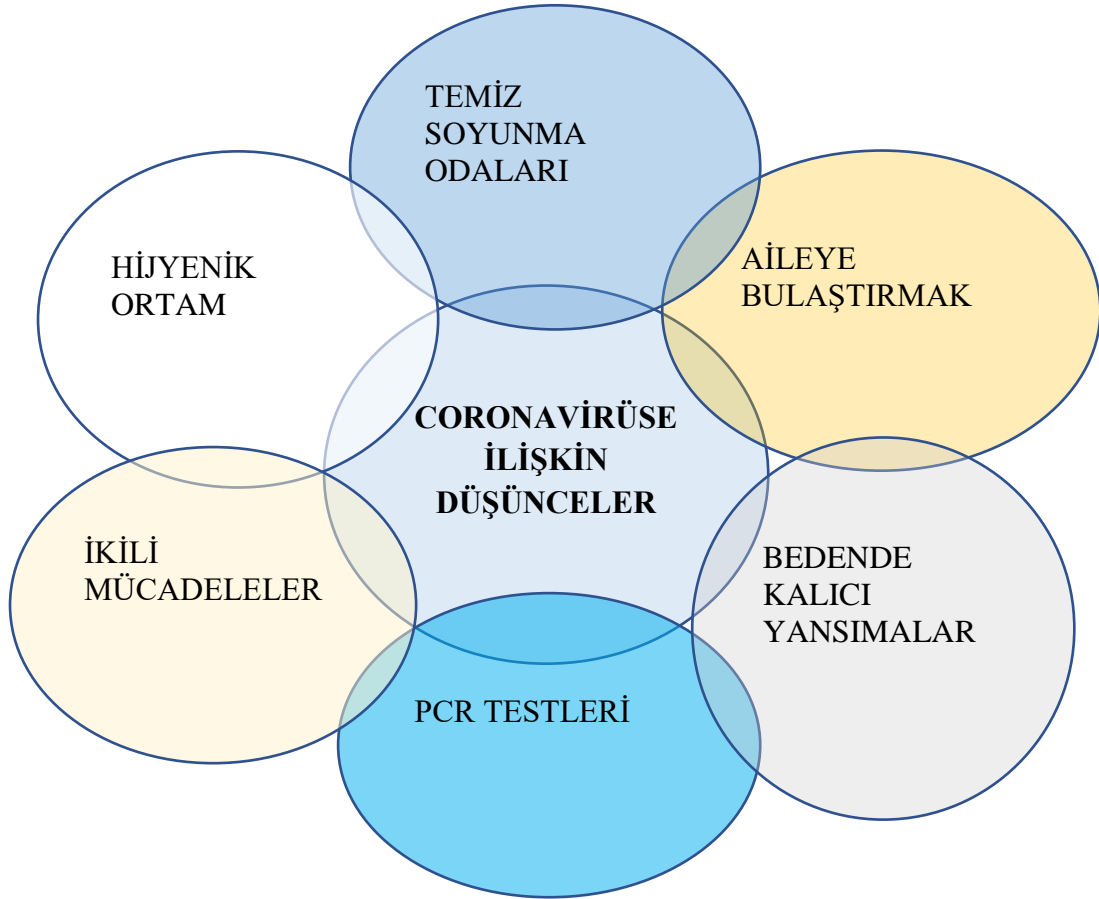 TEMİZ
SOYUNMA
ODALARI
HİJYENİK
ORTAM
AİLEYE
BULAŞTIRMAK
CORONAVİRÜSE
İLİŞKİN
DÜŞÜNCELER
İKİLİ
MÜCADELELER
BEDENDE
KALICI
YANSIMALAR
PCR TESTLERİ